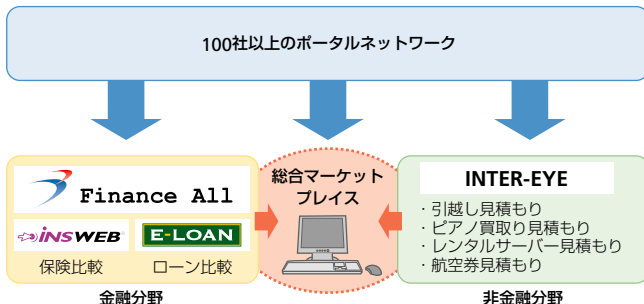 100社以上のポータルネットワーク
総合マーケット
プレイス
Finance All
INSWEB
E-LOAN
保険比較
ローン比較
金融分野
INTER-EYE
・引越し見積もり
・ピアノ買取り見積もり
・レンタルサーバー見積もり
・航空券見積もり
非金融分野